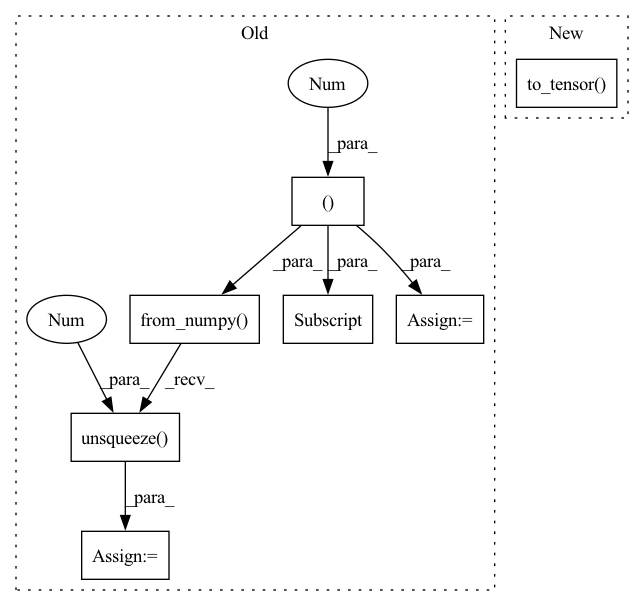 Old
New
Num
to_tensor()
_para_
()
_para_
_para_
_para_
Num
from_numpy()
Subscript
Assign:=
_para_
_recv_
unsqueeze()
_para_
Assign:=